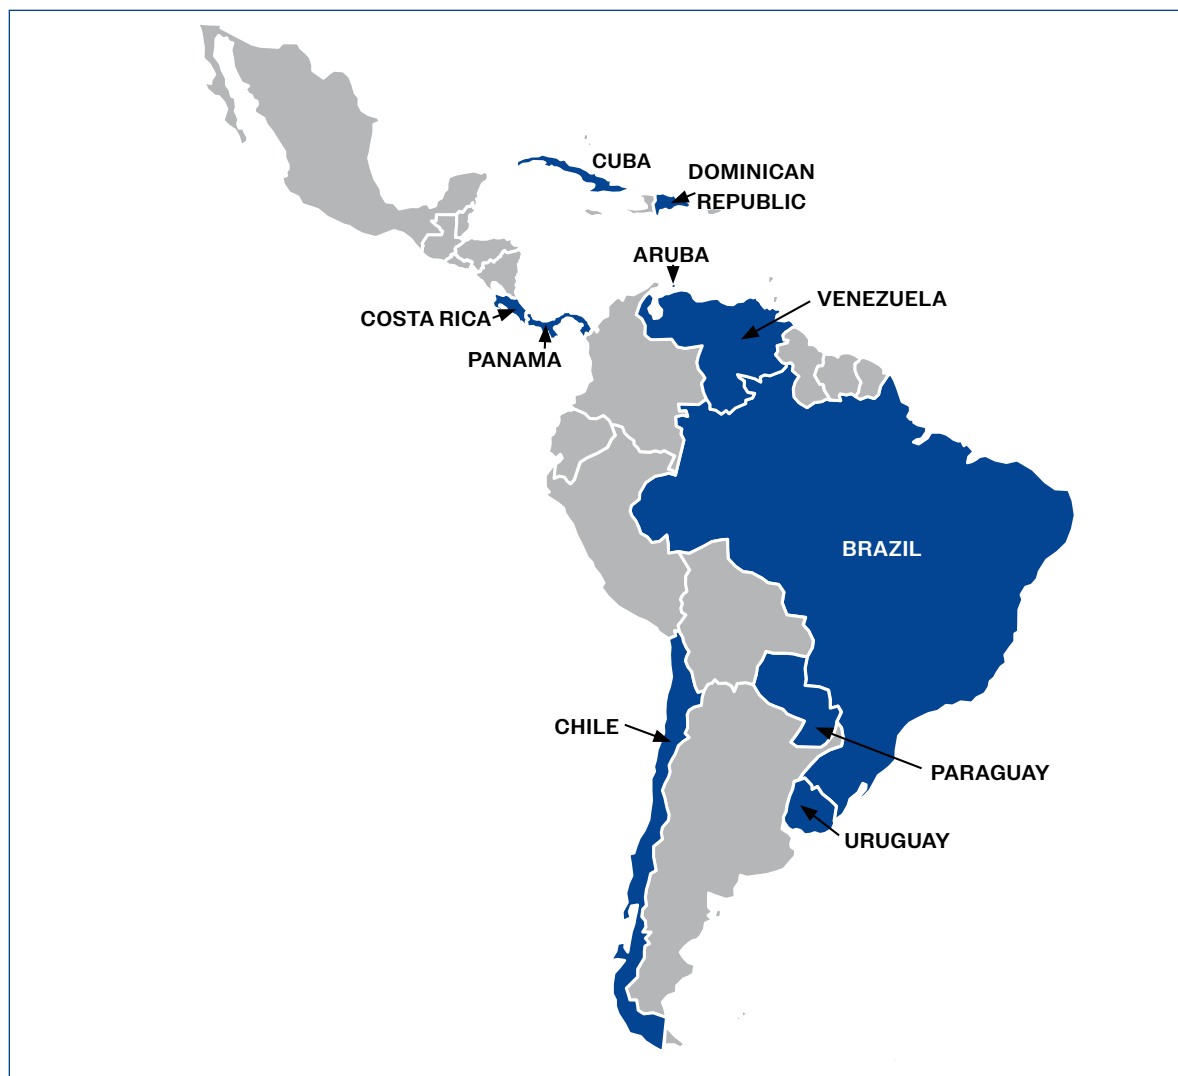 CUBA
DOMINICAN
REPUBLIC
ARUBA
VENEZUELA
COSTA RICA
PANAMA
BRAZIL
CHILE
PARAGUAY
URUGUAY